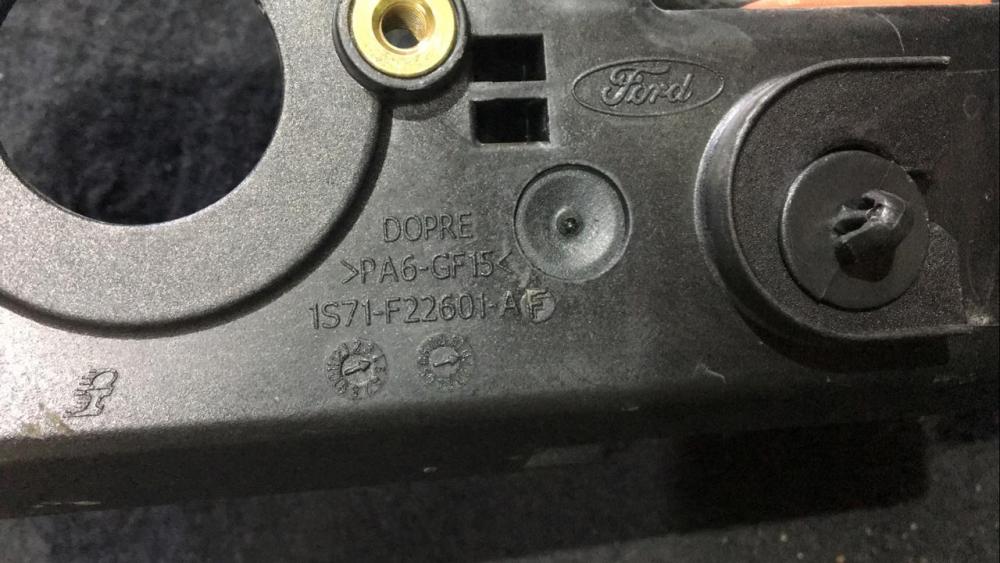 Ford
DOPRE
>PA6-GF15<
1S71-F22601-AF